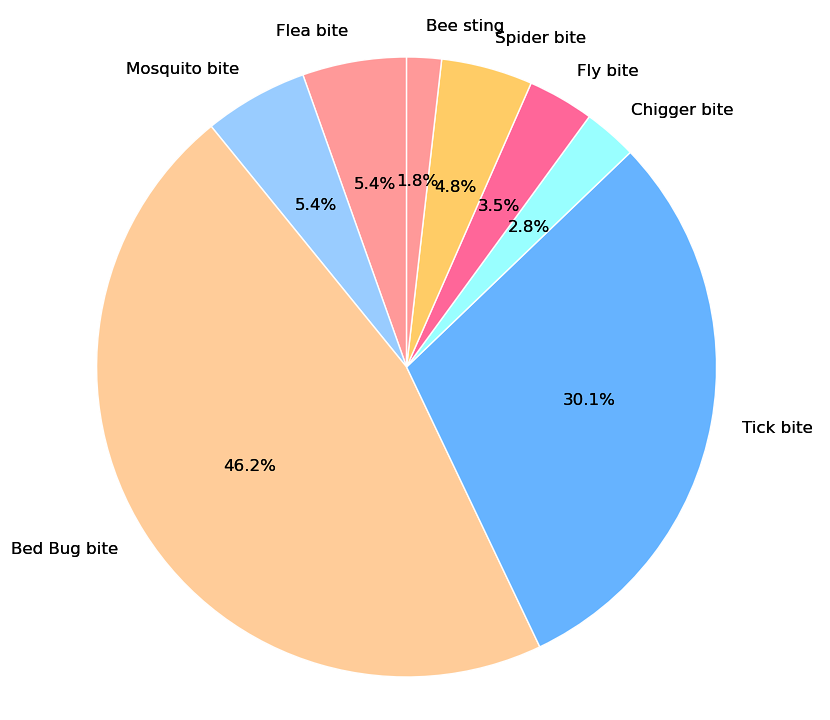 Bee sting
Flea bite
Spider bite
Mosquito bite
Fly bite
Chigger bite
1.8%
5.4%
4.8%
5.4%
3.5%
2.8%
30.1%
Tick bite
46.2%
Bed Bug bite